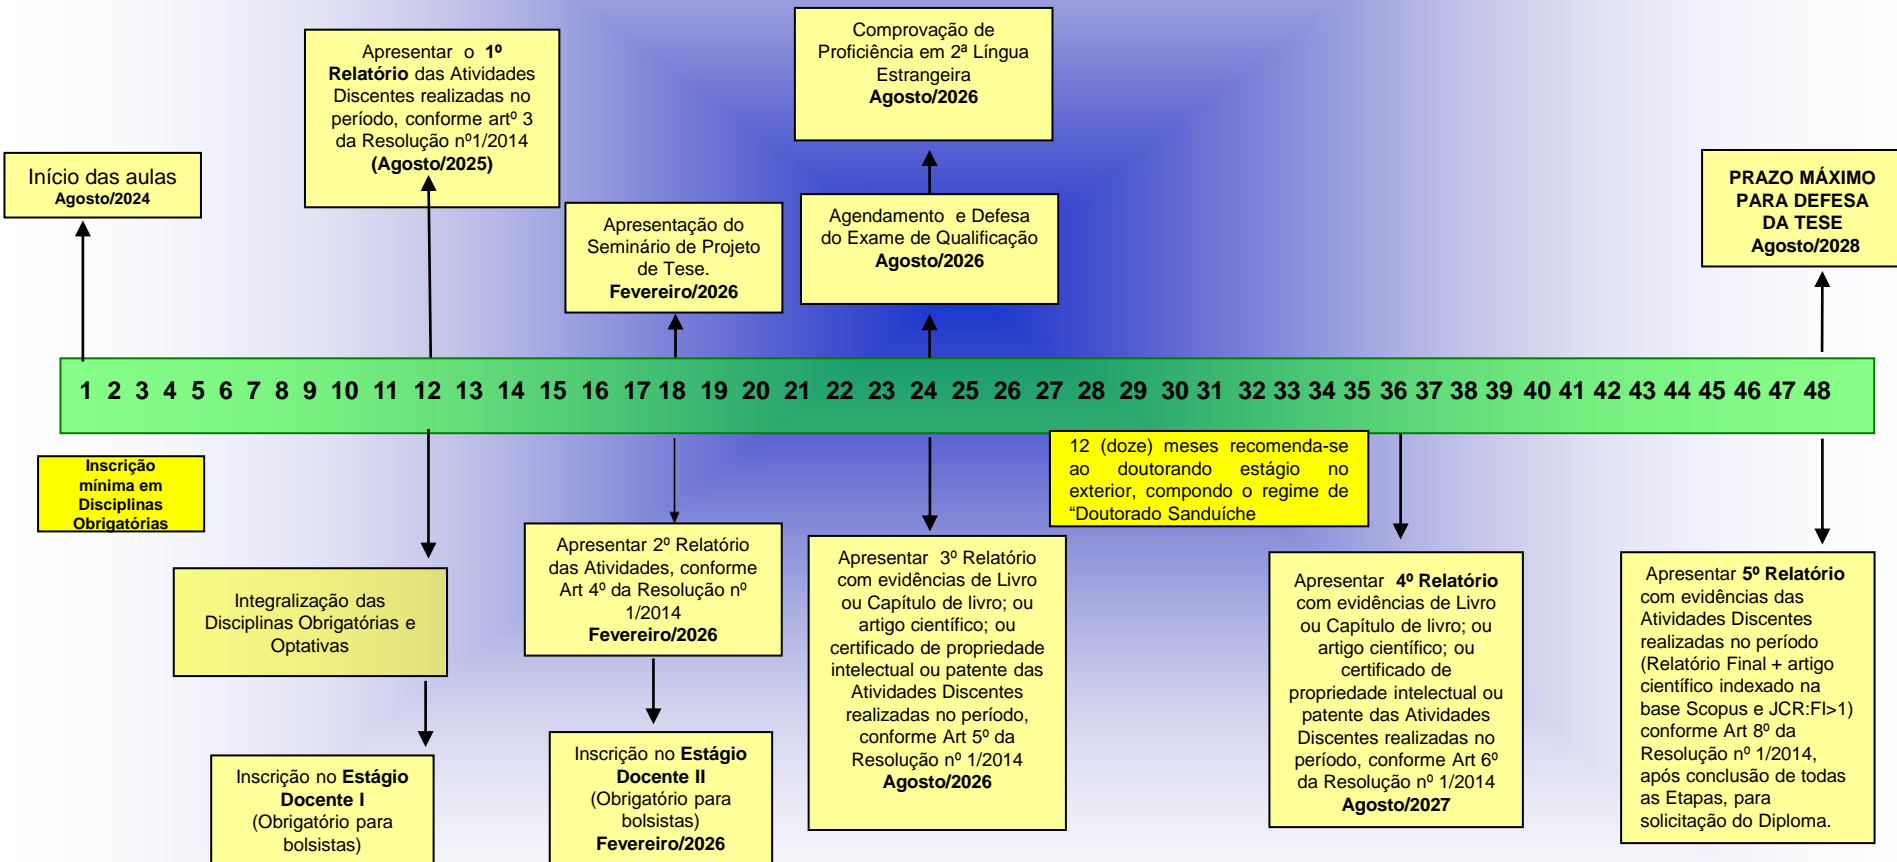 Início das aulas
Agosto/2024
Apresentar o 1º
Relatório das Atividades
Discentes realizadas no
período, conforme artº 3
da Resolução nº1/2014
(Agosto/2025)
Apresentação do
Seminário de Projeto
de Tese.
Fevereiro/2026
Comprovação de
Proficiência em 2ª Língua
Estrangeira
Agosto/2026
Agendamento e Defesa
do Exame de Qualificação
Agosto/2026
PRAZO MÁXIMO
PARA DEFESA
DA TESE
Agosto/2028
1 2 3 4 5 6 7 8 9 10 11 12 13 14 15 16 17 18 19 20 21 22 23 24 25 26 27 28 29 30 31 32 33 34 35 36 37 38 39 40 41 42 43 44 45 46 47 48
Inscrição
mínima em
Disciplinas
Obrigatórias
Integralização das
Disciplinas Obrigatórias e
Optativas
Inscrição no Estágio
Docente I
(Obrigatório para
bolsistas)
Apresentar 2º Relatório
das Atividades, conforme
Art 4º da Resolução nº
1/2014
Fevereiro/2026
Inscrição no Estágio
Docente II
(Obrigatório para
bolsistas)
Fevereiro/2026
Apresentar 3º Relatório
com evidências de Livro
ou Capítulo de livro; ou
artigo científico; ou
certificado de propriedade
intelectual ou patente das
Atividades Discentes
realizadas no período,
conforme Art 5º da
Resolução nº 1/2014
Agosto/2026
12 (doze) meses recomenda-se
ao doutorando estágio no
exterior, compondo o regime de
“Doutorado Sanduíche
Apresentar 4º Relatório
com evidências de Livro
ou Capítulo de livro; ou
artigo científico; ou
certificado de
propriedade intelectual ou
patente das Atividades
Discentes realizadas no
período, conforme Art 6º
da Resolução nº 1/2014
Agosto/2027
Apresentar 5º Relatório
com evidências das
Atividades Discentes
realizadas no período
(Relatório Final + artigo
científico indexado na
base Scopus e JCR:FI>1)
conforme Art 8º da
Resolução nº 1/2014,
após conclusão de todas
as Etapas, para
solicitação do Diploma.